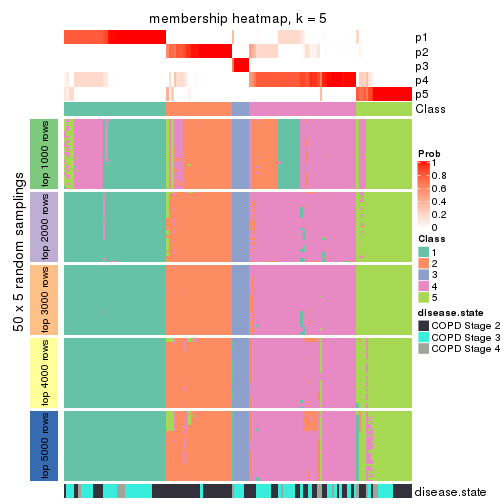 membership heatmap, k = 5
p1
p2
p3
p4
p5
Class
50 x 5 random samplings
top 1000 rows
top 2000 rows
top 3000 rows
top 4000 rows
top 5000 rows
disease.state
Prob
1
0.8
0.6
0.4
0.2
0
Class
1
2
3
4
5
disease.state
COPD Stage 2
COPD Stage 3
COPD Stage 4